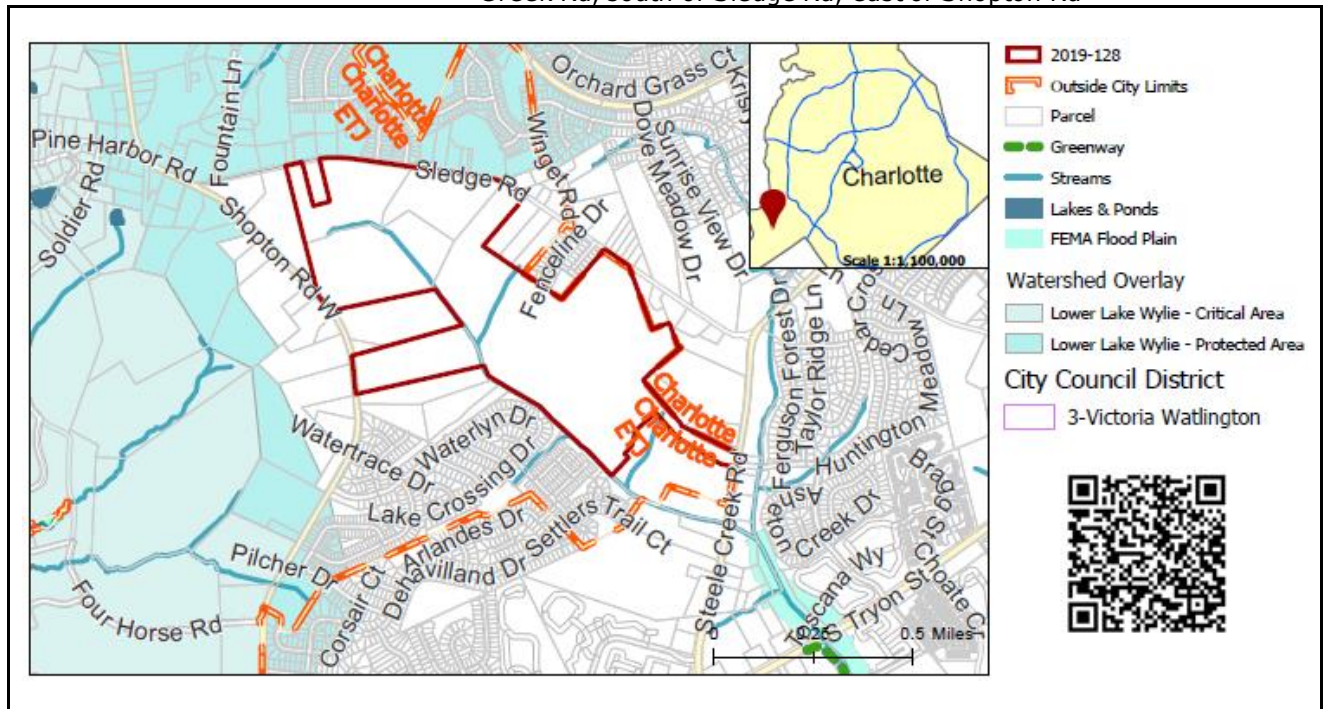 Creek Rd, South of Sledge Rd, East of Shopton Rd
Charlotte
Charlotte
ETJ
Orchard Grass Ct
Fountain Ln
Pine Harbor Rd
Soldier Rd
Shopton Rd W
Sledge Rd
Winget Rd
Fenceline Dr
Dove Meadow Dr
Sunrise View Dr
Charlotte
Scale 1:1,100,000
Ferguson Forest Dr
Taylor Ridge Ln
Meadow Ln
Charlotte
Charlotte
ETJ
Watertrace Dr
Waterlyn Dr
Lake Crossing Dr
Arlandes Dr
Settlers Trail Ct
Dehavilland Dr
Corsair Ct
Pilcher Dr
Four Horse Rd
Steele Creek Rd
Huntington
Ashleton
Creek Dr
Toscana Wy
S Tryon St
Bragg St
Choate Cr
0
0.25
0.5 Miles
2019-128
Outside City Limits
Parcel
Greenway
Streams
Lakes & Ponds
FEMA Flood Plain
Watershed Overlay
Lower Lake Wylie - Critical Area
Lower Lake Wylie - Protected Area
City Council District
3-Victoria Watlington